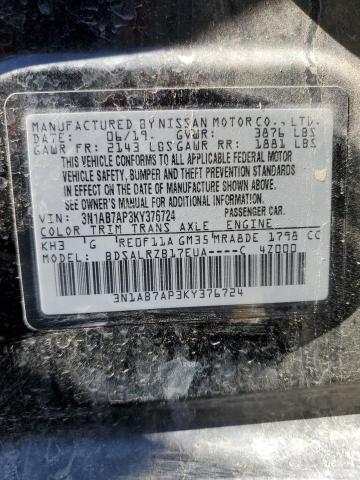 MANUFACTURED BY NISSAN MOTOR CO., LTD.
DATE: 06/19. GVWR: 3876 LBS
GAWR FR: 2143 LBS GAWR RR: 1881 LBS
THIS VEHICLE CONFORMS TO ALL APPLICABLE FEDERAL MOTOR
VEHICLE SAFETY, BUMPER AND THEFT PREVENTION STANDARDS
IN EFFECT ON THE DATE OF MANUFACTURE SHOWN ABOVE.
SEE OWNER'S MANUAL FOR ADDITIONAL INFORMATION.
VIN: 3N1AB7AP3KY376724 PASSENGER CAR.
COLOR TRIM TRANS AXLE ENGINE
KH3 G RE0F11A GM35 MRA8DE 1798 CC
MODEL: BDSALRZB17EUA----C 47000
3N1AB7AP3KY376724